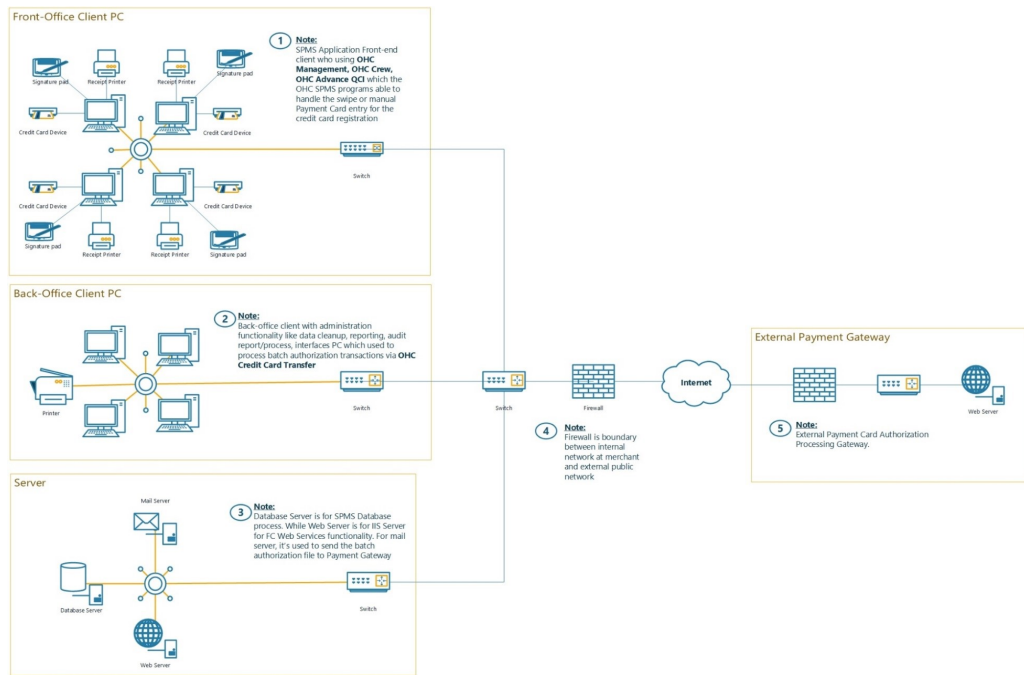 Front-Office Client PC
1
Note:
SPMS Application Front-end
client who using OHC
Management, OHC Crew,
OHC Advance QCI which the
OHC SPMS programs able to
handle the swipe or manual
Payment Card entry for the
credit card registration
Signature pad
Receipt Printer
Receipt Printer
Signature pad
Credit Card Device
Credit Card Device
Switch
Credit Card Device
Credit Card Device
Signature pad
Receipt Printer
Receipt Printer
Signature pad
Back-Office Client PC
2
Note:
Back-office client with administration
functionality like data cleanup, reporting, audit
report/process, interfaces PC which used to
process batch authorization transactions via OHC
Credit Card Transfer
Printer
Switch
Switch
Firewall
Internet
4
Note:
Firewall is boundary
between internal
network at merchant
and external public
network
External Payment Gateway
Web Server
5
Note:
External Payment Card Authorization
Processing Gateway.
Server
Mail Server
3
Note:
Database Server is for SPMS Database
process. While Web Server is for IIS Server
for FC Web Services functionality. For mail
server, it's used to send the batch
authorization file to Payment Gateway
Database Server
Switch
Web Server